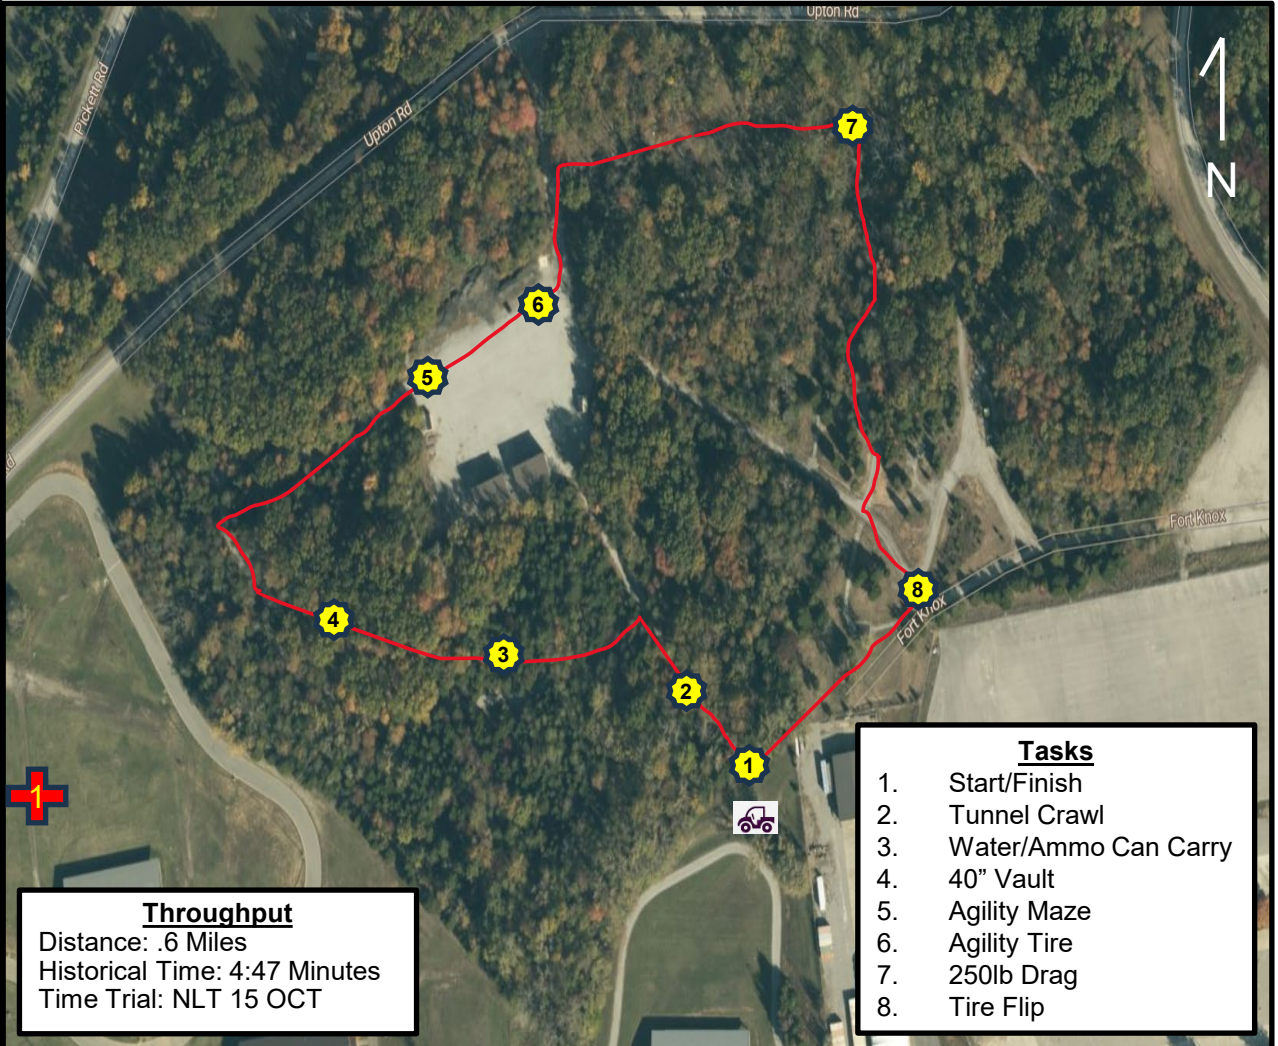 Upton Rd
Pickett Rd
Upton Rd
N
7
6
5
Fort Knox
8
Fort Knox
4
3
2
1
1
Tasks
1. Start/Finish
2. Tunnel Crawl
3. Water/Ammo Can Carry
4. 40” Vault
5. Agility Maze
6. Agility Tire
7. 250lb Drag
8. Tire Flip
Throughput
Distance: .6 Miles
Historical Time: 4:47 Minutes
Time Trial: NLT 15 OCT